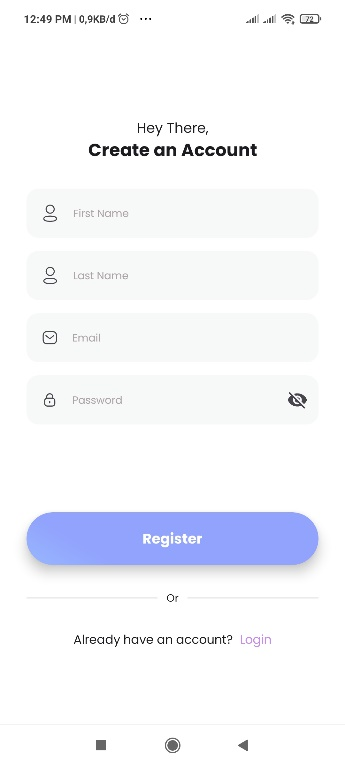 12:49 PM | 0,9KB/d ... 72
Hey There,
Create an Account
First Name
Last Name
Email
Password
Register
Or
Already have an account? Login